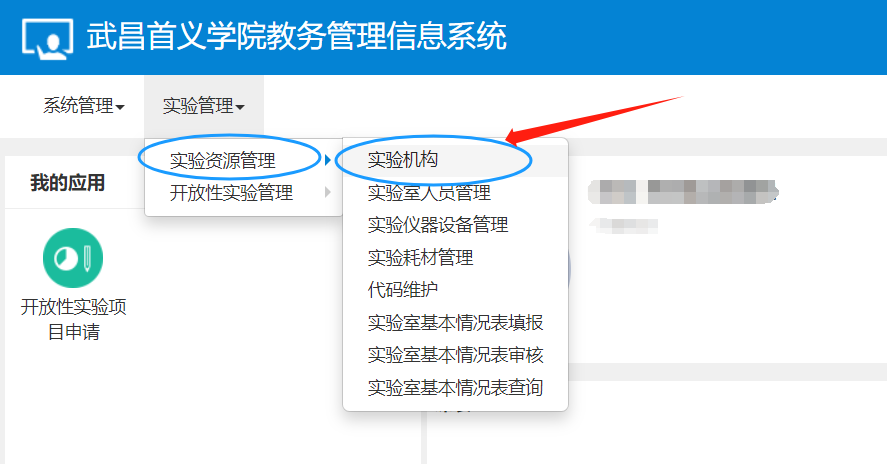 武昌首义学院教务管理信息系统
系统管理 实验管理
实验资源管理
开放性实验管理
实验机构
实验室人员管理
实验仪器设备管理
实验耗材管理
代码维护
实验室基本情况表填报
实验室基本情况表审核
实验室基本情况表查询
我的应用
开放性实验项
目申请